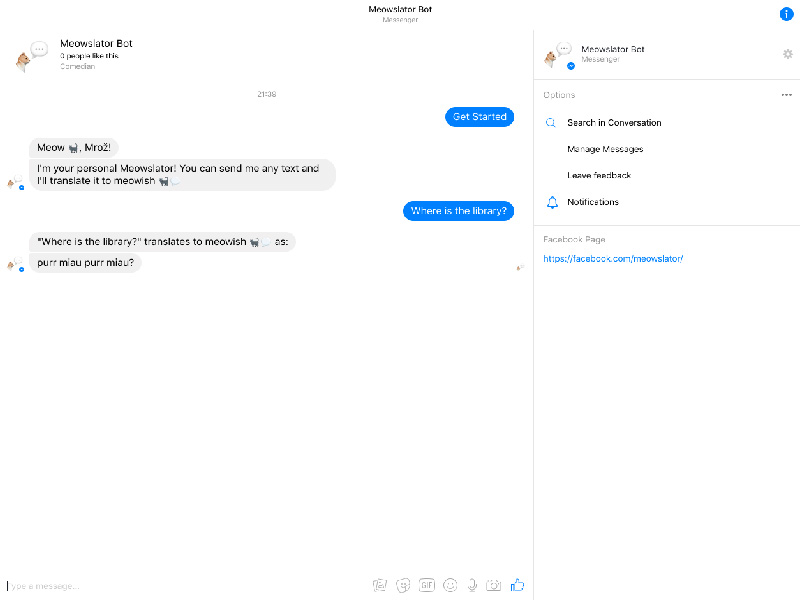 Meowslator Bot
Messenger
Meowslator Bot
0 people like this
Comedian
21:39
Get Started
Meow 🐈, Mrož!
I'm your personal Meowslator! You can send me any text and
I'll translate it to meowish 🐈💬
Where is the library?
"Where is the library?" translates to meowish 🐈💬 as:
purr miau purr miau?
Type a message...
GIF
Meowslator Bot
Messenger
Options
Search in Conversation
Manage Messages
Leave feedback
Notifications
Facebook Page
https://facebook.com/meowslator/